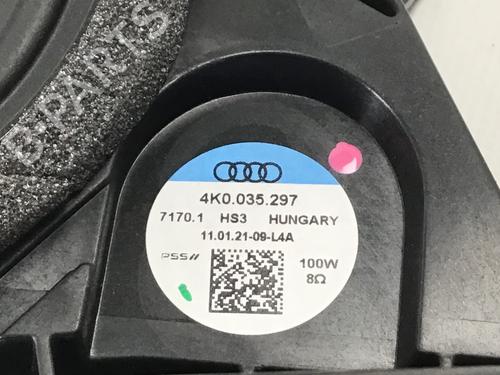 B-PARTS
4K0.035.297
7170.1 HS3 HUNGARY
11.01.21-09-L4A
PSS//
100W
8Ω